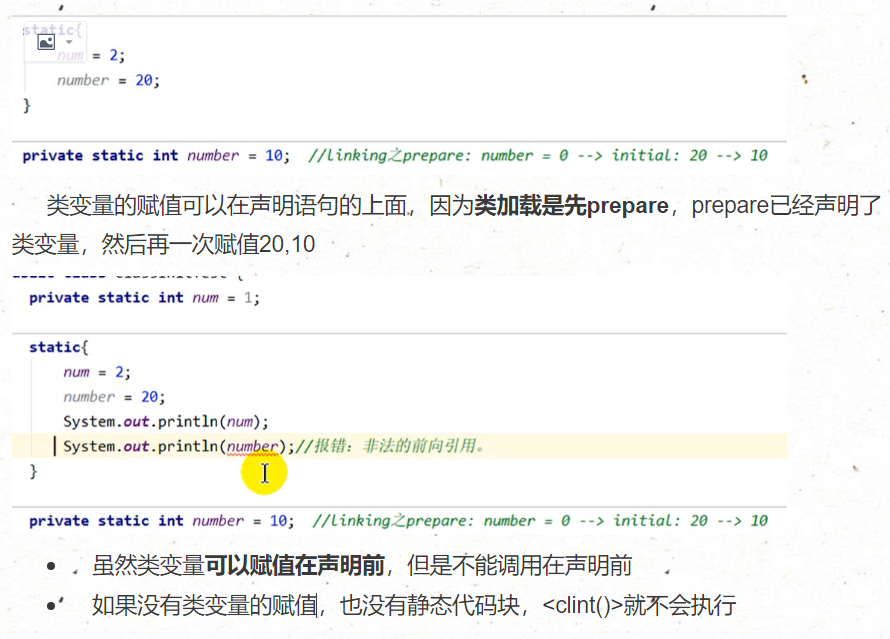 static{
num = 2;
number = 20;
}
private static int number = 10;  //linking之prepare: number = 0 --> initial: 20 --> 10
类变量的赋值可以在声明语句的上面，因为类加载是先prepare，prepare已经声明了
类变量，然后再一次赋值20,10
private static int num = 1;
static{
num = 2;
number = 20;
System.out.println(num);
System.out.println(number);//报错：非法的前向引用。
}
private static int number = 10;  //linking之prepare: number = 0 --> initial: 20 --> 10
虽然类变量可以赋值在声明前，但是不能调用在声明前
如果没有类变量的赋值，也没有静态代码块，<clint()>就不会执行